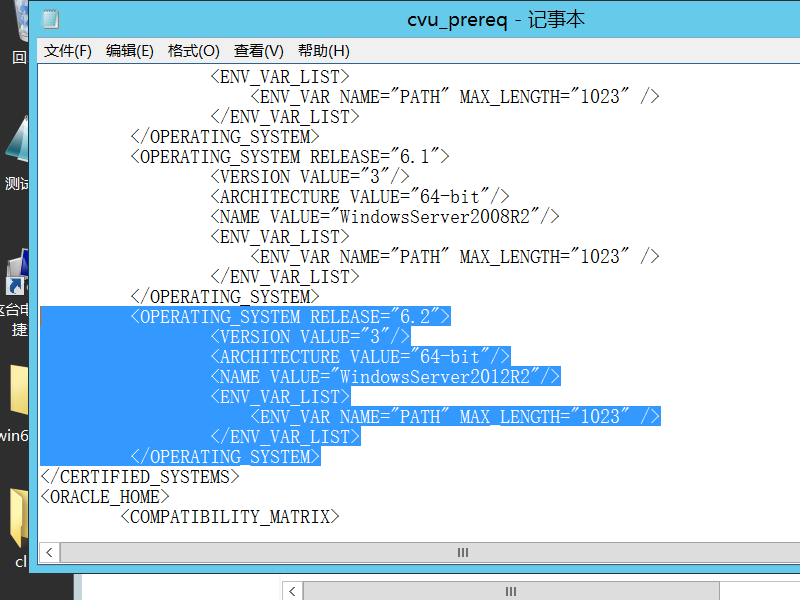 cvu_prereq - 记事本
文件(F) 编辑(E) 格式(O) 查看(V) 帮助(H)
<ENV_VAR_LIST>
<ENV_VAR NAME="PATH" MAX_LENGTH="1023" />
</ENV_VAR_LIST>
</OPERATING_SYSTEM>
<OPERATING_SYSTEM RELEASE="6.1">
<VERSION VALUE="3"/>
<ARCHITECTURE VALUE="64-bit"/>
<NAME VALUE="WindowsServer2008R2"/>
<ENV_VAR_LIST>
<ENV_VAR NAME="PATH" MAX_LENGTH="1023" />
</ENV_VAR_LIST>
</OPERATING_SYSTEM>
<OPERATING_SYSTEM RELEASE="6.2">
<VERSION VALUE="3"/>
<ARCHITECTURE VALUE="64-bit"/>
<NAME VALUE="WindowsServer2012R2"/>
<ENV_VAR_LIST>
<ENV_VAR NAME="PATH" MAX_LENGTH="1023" />
</ENV_VAR_LIST>
</OPERATING_SYSTEM>
</CERTIFIED_SYSTEMS>
<ORACLE_HOME>
<COMPATIBILITY_MATRIX>
回
测试
这台电
捷
win6
cl